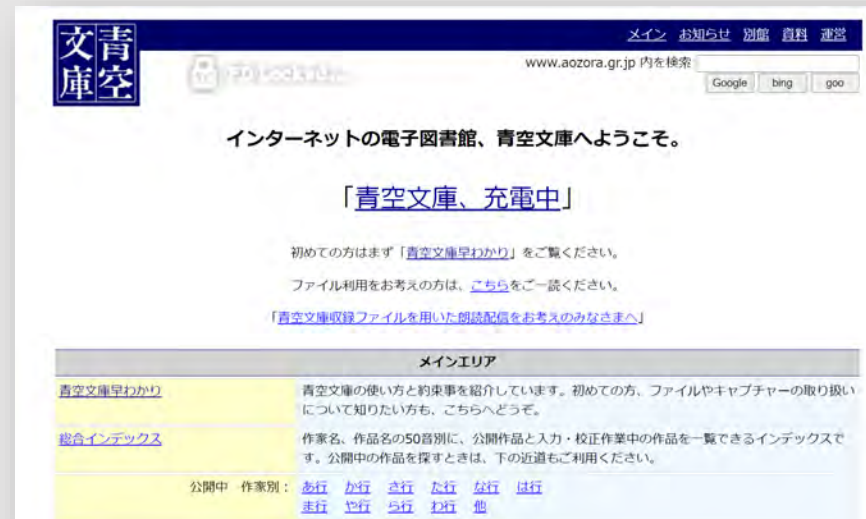 青空
文庫
メイン お知らせ 別館 資料 運営
www.aozora.gr.jp 内を検索
Google bing goo
インターネットの電子図書館、青空文庫へようこそ。
「青空文庫、充電中」
初めての方はまず「青空文庫早わかり」をご覧ください。
ファイル利用をお考えの方は、こちらをご一読ください。
「青空文庫収録ファイルを用いた朗読配信をお考えのみなさまへ」
メインエリア
青空文庫早わかり 青空文庫の使い方と約束事を紹介しています。初めての方、ファイルやキャプチャーの取り扱い
について知りたい方も、こちらへどうぞ。
総合インデックス 作家名、作品名の50音別に、公開作品と入力・校正作業中の作品を一覧できるインデックスで
す。公開中の作品を探すときは、下の近道もご利用ください。
公開中 作家別： あ行 か行 さ行 た行 な行 は行
ま行 や行 ら行 わ行 他